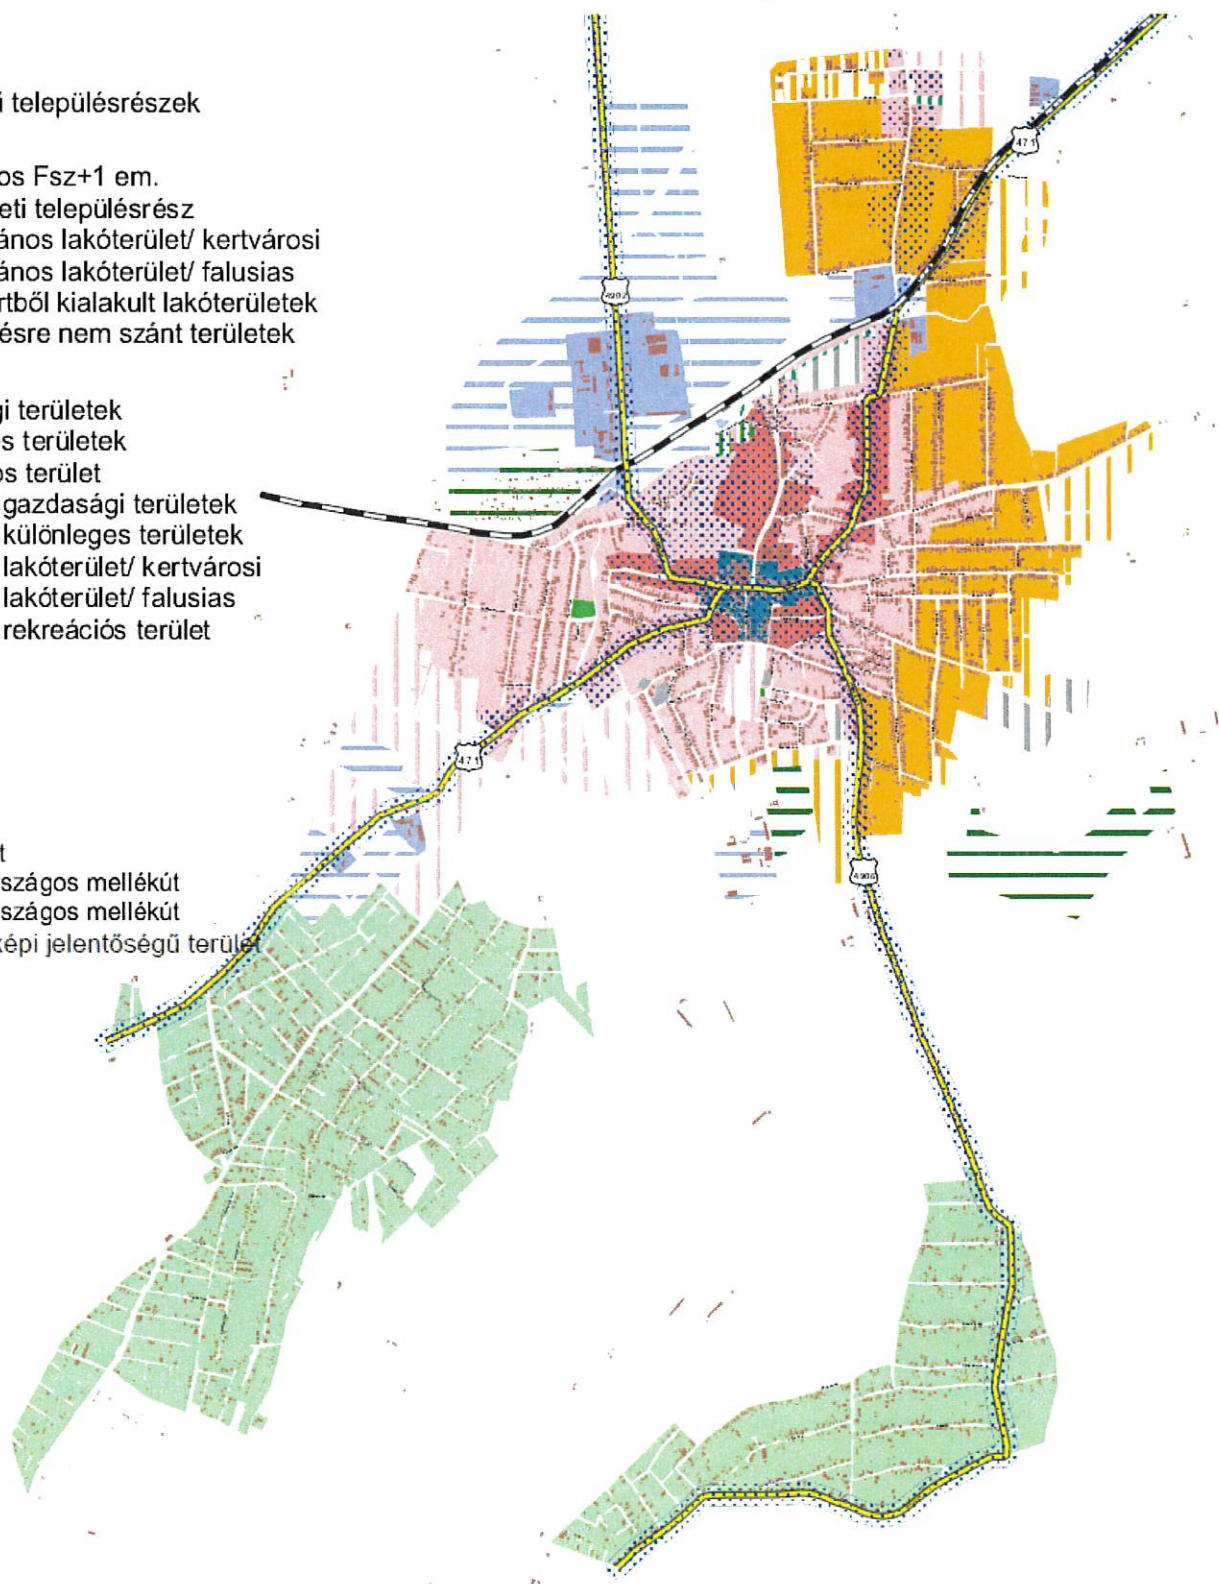 településrészek
os Fsz+1 em.
eti településrész
ános lakóterület/ kertvárosi
ános lakóterület/ falusias
rtből kialakult lakóterületek
ésre nem szánt területek
gi területek
es területek
os terület
gazdasági területek
különleges területek
lakóterület/ kertvárosi
lakóterület/ falusias
rekreációs terület
t
szágos mellékút
szágos mellékút
képi jelentőségű terület
471
4902
471
4906